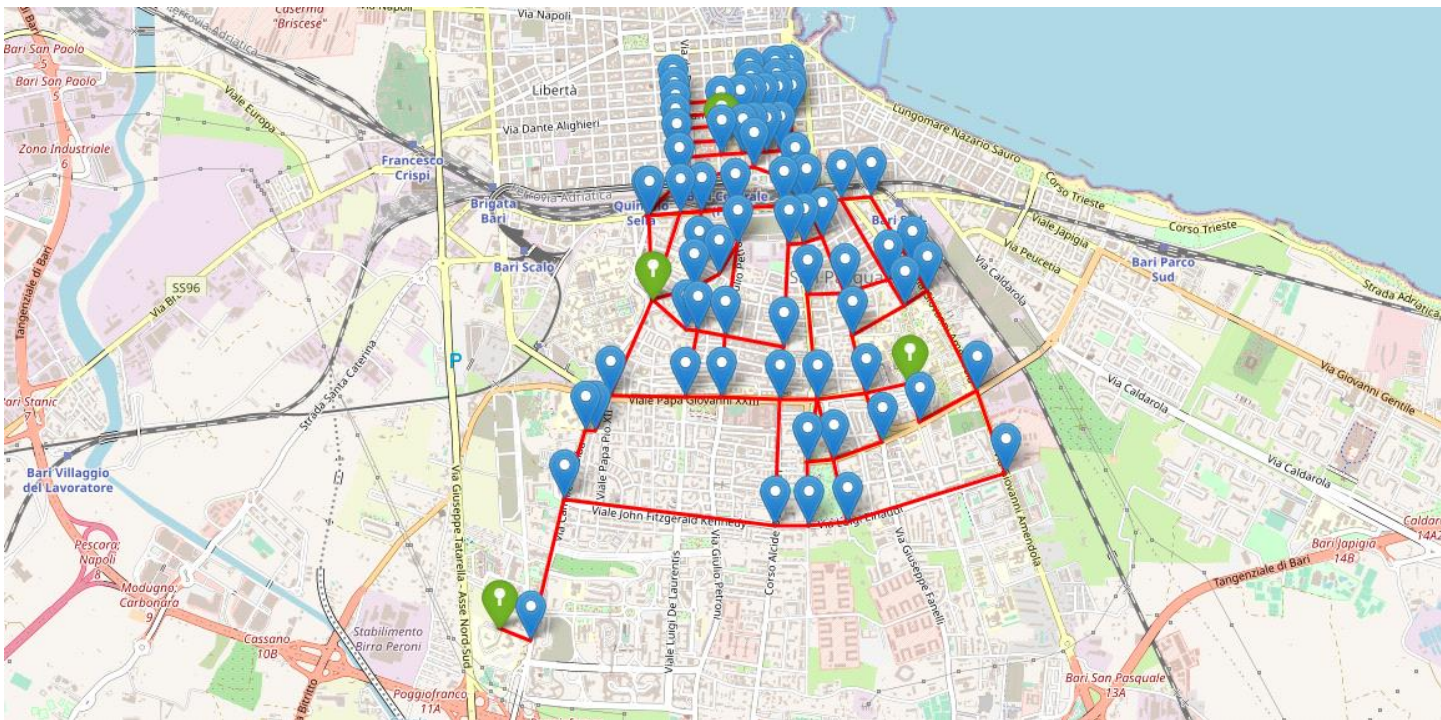 Caserma
"Briscese"
Via Napoli
Bari San Paolo
5
Bari San Paolo
5
Viale Europa
Libertà
Via Dante Alighieri
Zona Industriale
6
Francesco
Crispi
Lungomare Nazario Sauro
Corso Trieste
Corso Trieste
Brigata
Bari
Ferrovia Adriatica
Viale Japigia
Via Peucetia
Bari Parco
Sud
Strada Adriatica
Bari Scalo
SS96
Via Caldarola
Tangenziale di Bari
P
Via Giovanni Gentile
Strada Santa Caterina
Bari Stanic
7
Viale Papa Giovanni XXIII
Viale Papa Pio XII
Via Caldarola
Via Caldarola
Bari Villaggio
del Lavoratore
Viale John Fitzgerald Kennedy
Via Luigi Einaudi
Corso Alcide
Via Giulio Petroni
Viale Luigi De Laurentis
Via Giuseppe Fanelli
Giovanni Amendola
Via Giuseppe Tatarella - Asse Nord-Sud
Pescara;
Napoli
8
Modugno;
Carbonara
9
Bari Japigia
14B
Tangenziale di Bari
Cassano
10B
Stabilimento
Birra Peroni
Poggiofranco
11A
Bari San Pasquale
13A